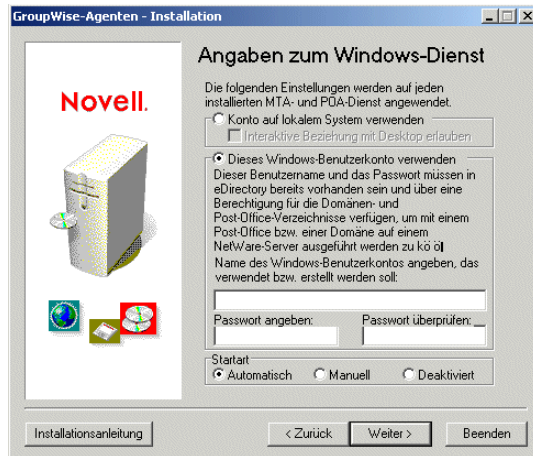 GroupWise-Agenten - Installation
Novell.
Angaben zum Windows-Dienst
Die folgenden Einstellungen werden auf jeden
installierten MTA- und POA-Dienst angewendet.
Konto auf lokalem System verwenden
Interaktive Beziehung mit Desktop erlauben
Dieses Windows-Benutzerkonto verwenden
Dieser Benutzername und das Passwort müssen in
eDirectory bereits vorhanden sein und über eine
Berechtigung für die Domänen- und
Post-Office-Verzeichnisse verfügen, um mit einem
Post-Office bzw. einer Domäne auf einem
NetWare-Server ausgeführt werden zu kö öl
Name des Windows-Benutzerkontos angeben, das
verwendet bzw. erstellt werden soll:
Passwort angeben:
Passwort überprüfen:
Startart
Automatisch
Manuell
Deaktiviert
Installationsanleitung
< Zurück
Weiter >
Beenden